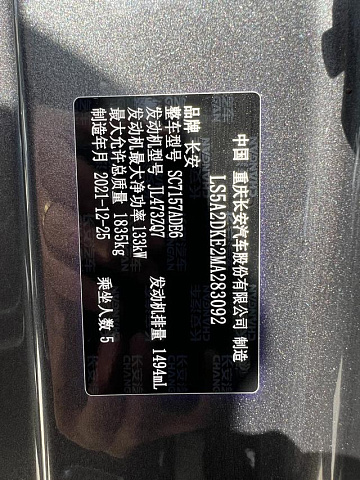 中国 重庆长安汽车股份有限公司 制造
LS5A2DKE2MA283092
品牌 长安
整车型号 SC7157ADE6
发动机型号 JL473ZQ7 发动机排量 1494mL
发动机最大净功率 133kW
最大允许总质量 1835kg
制造年月 2021-12-25 乘坐人数 5